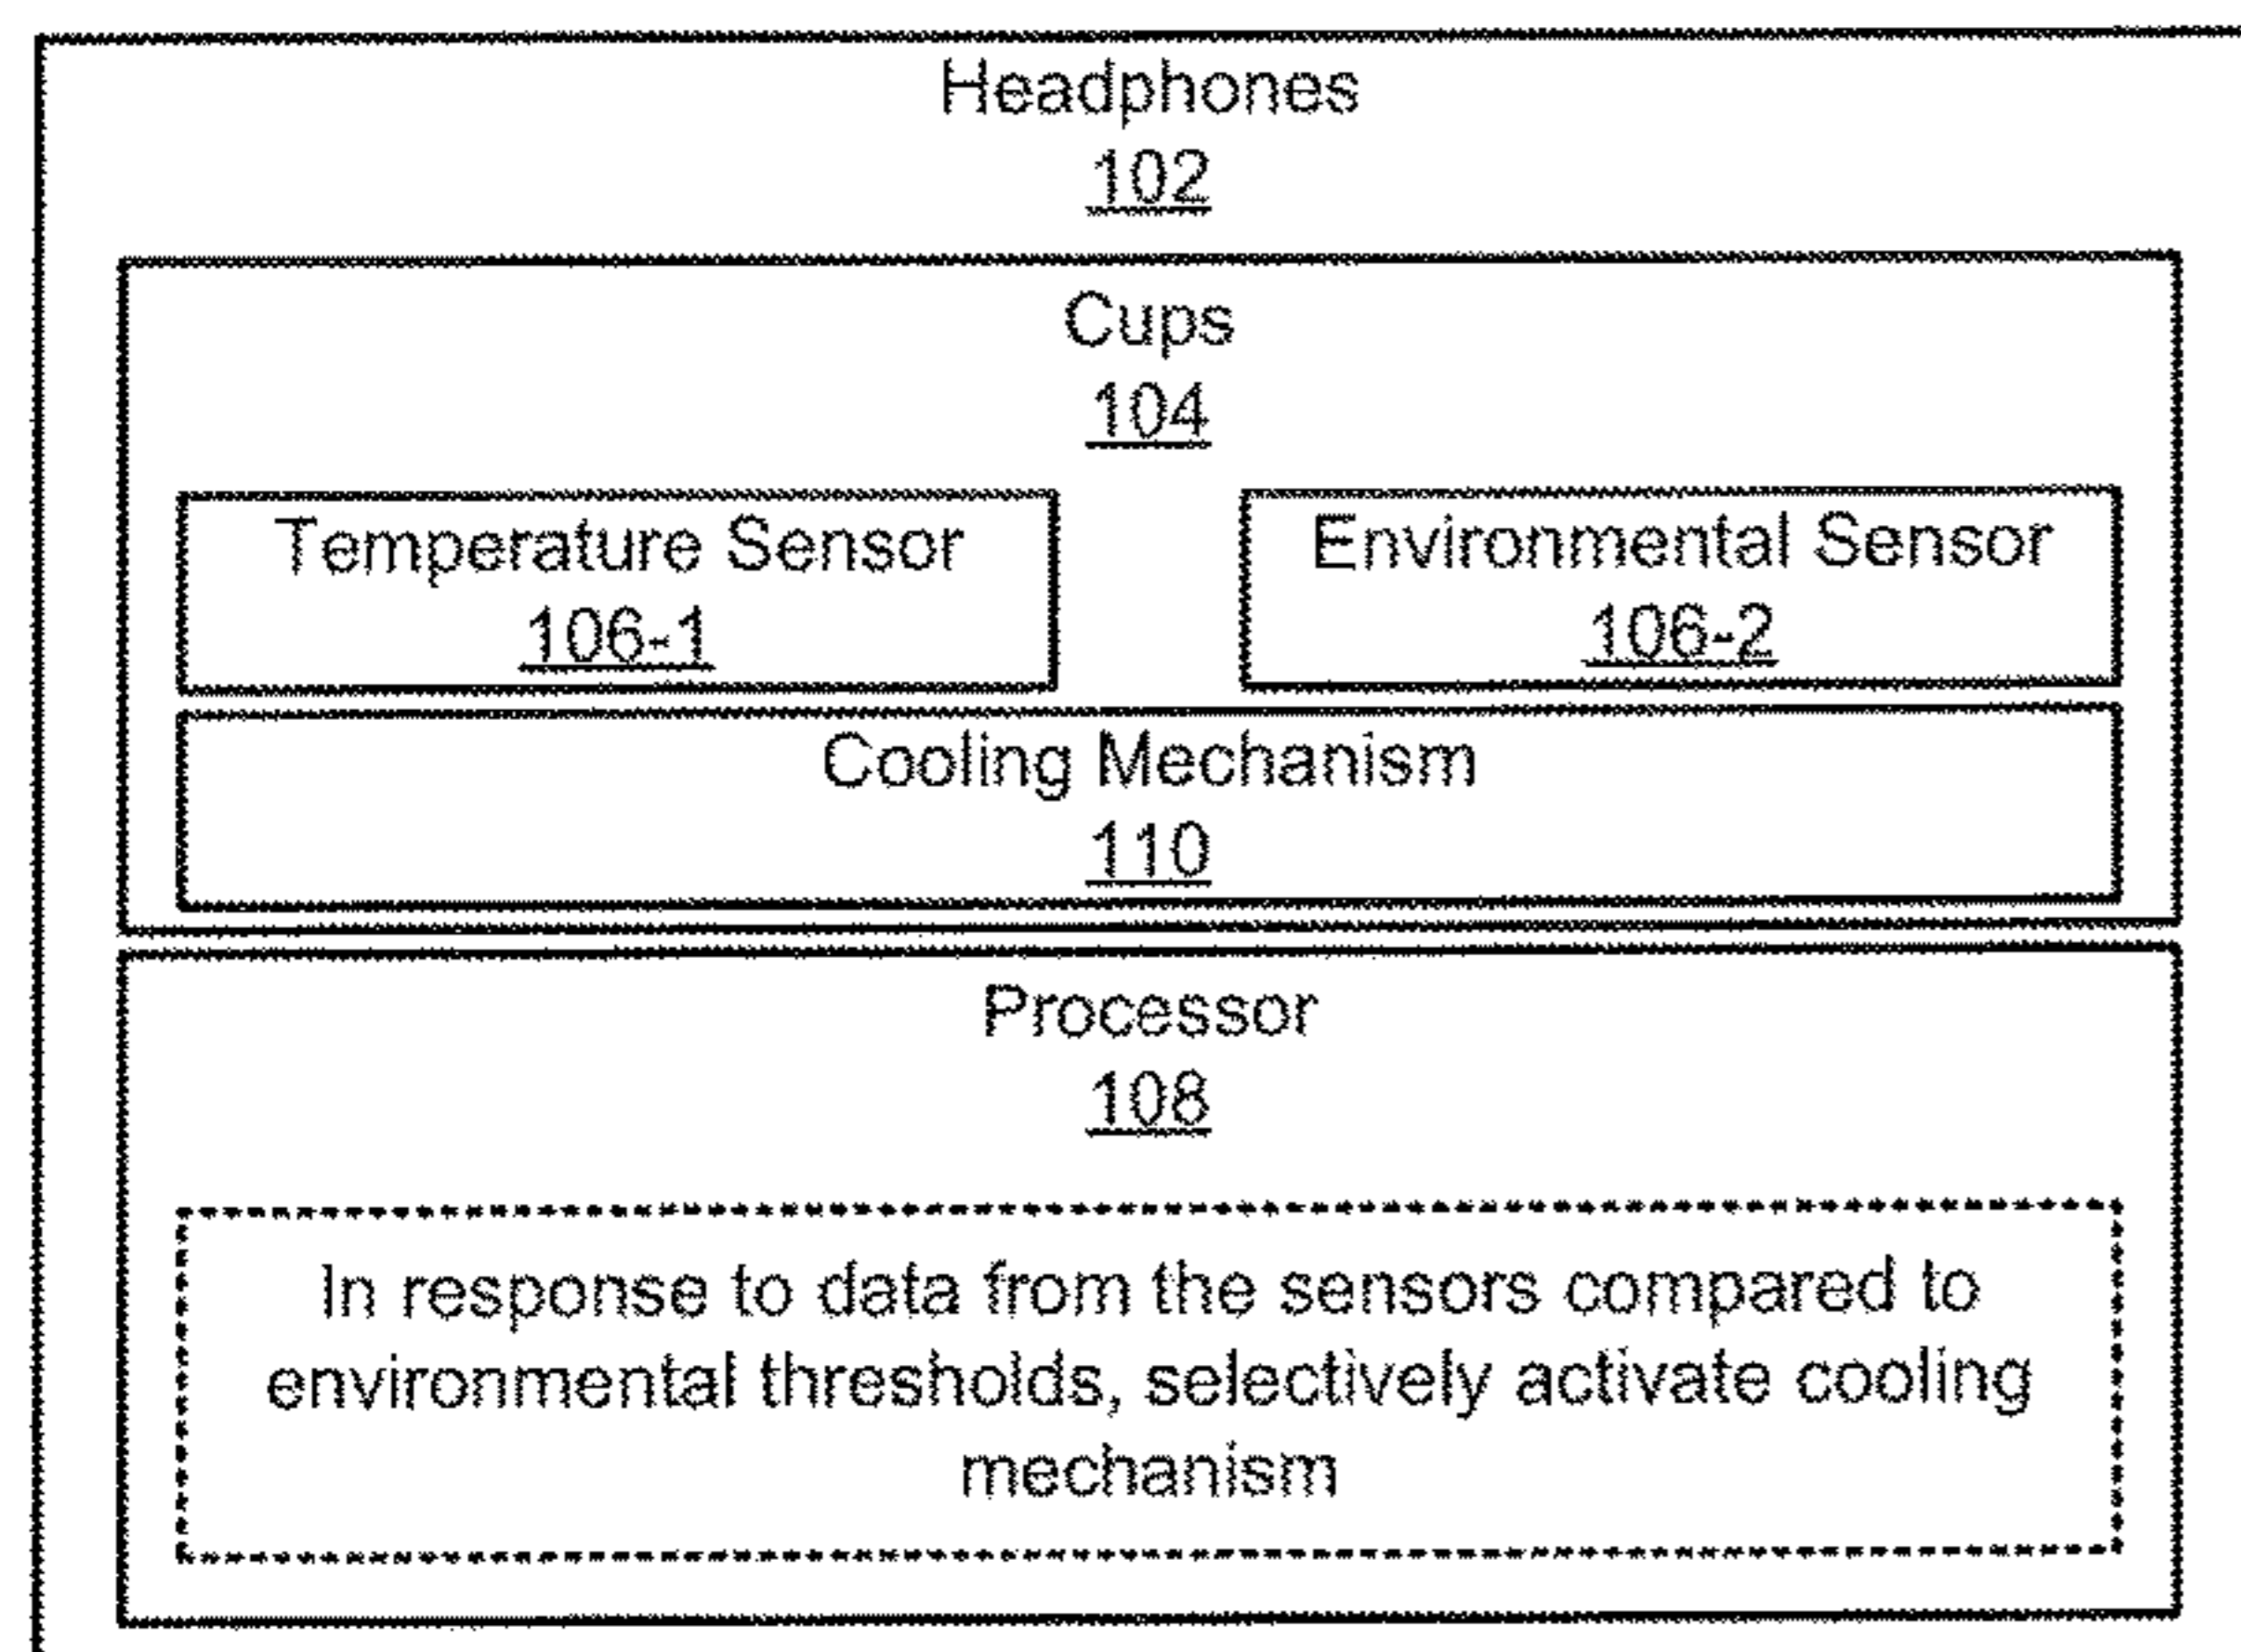 Headphones
102
Cups
104
Temperature Sensor
106-1
Environmental Sensor
106-2
Cooling Mechanism
110
Processor
108
In response to data from the sensors compared to
environmental thresholds, selectively activate cooling
mechanism